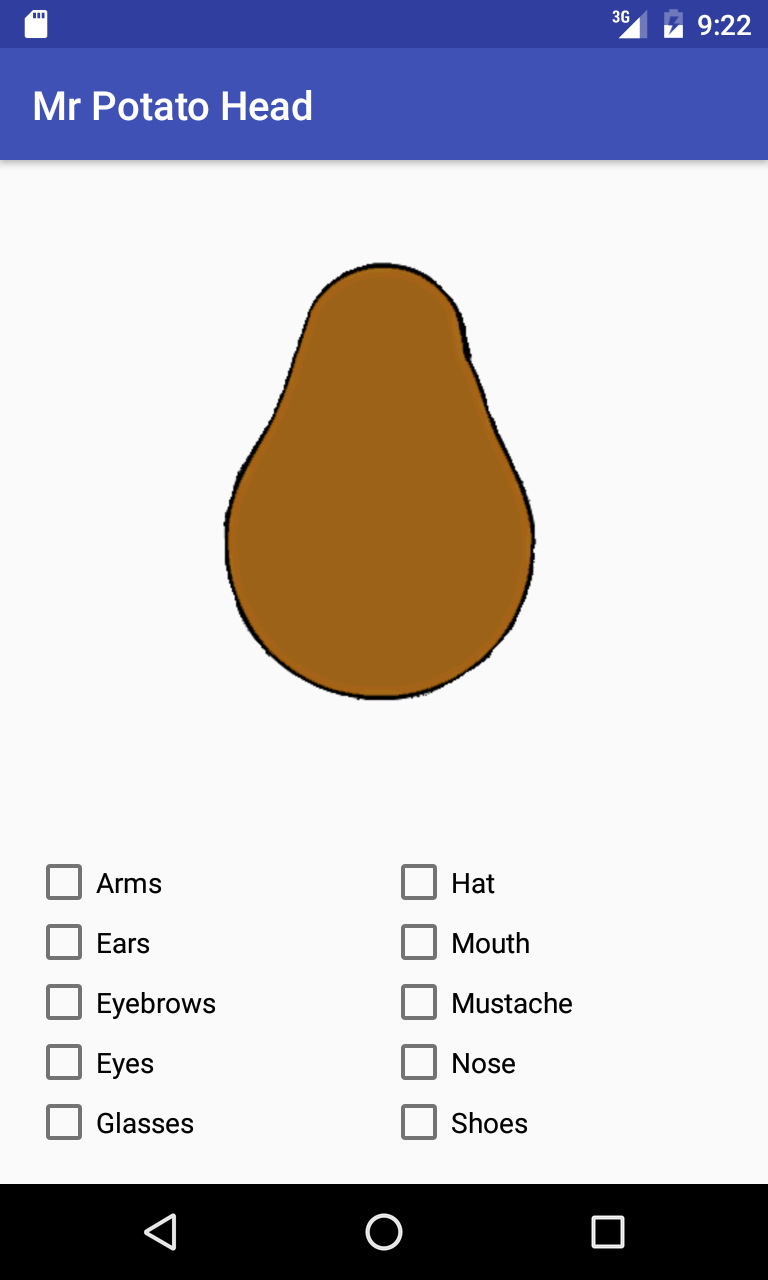 3G 9:22
Mr Potato Head
Arms
Ears
Eyebrows
Eyes
Glasses
Hat
Mouth
Mustache
Nose
Shoes